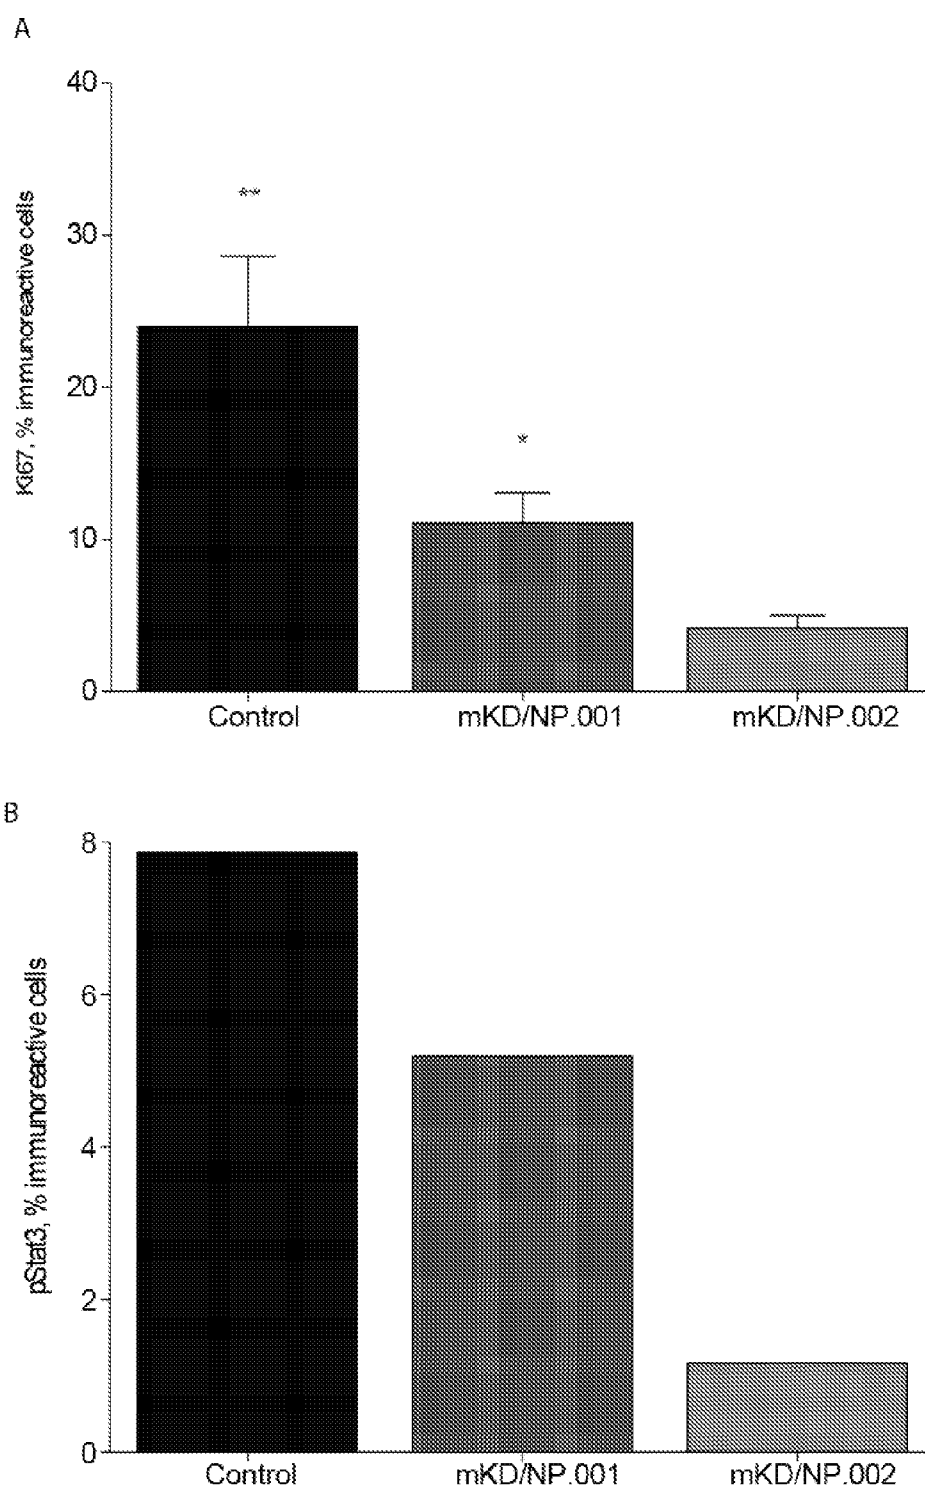 A
40
30
20
10
0
Ki67, % immunoreactive cells
**
*
Control mKD/NP.001 mKD/NP.002
B
8
6
4
2
0
pStat3, % immunoreactive cells
Control mKD/NP.001 mKD/NP.002